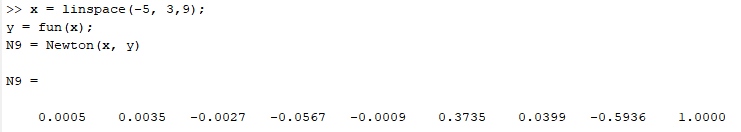 >> x = linspace(-5, 3,9);
y = fun(x);
N9 = Newton(x, y)
N9 =
0.0005 0.0035 -0.0027 -0.0567 -0.0009 0.3735 0.0399 -0.5936 1.0000